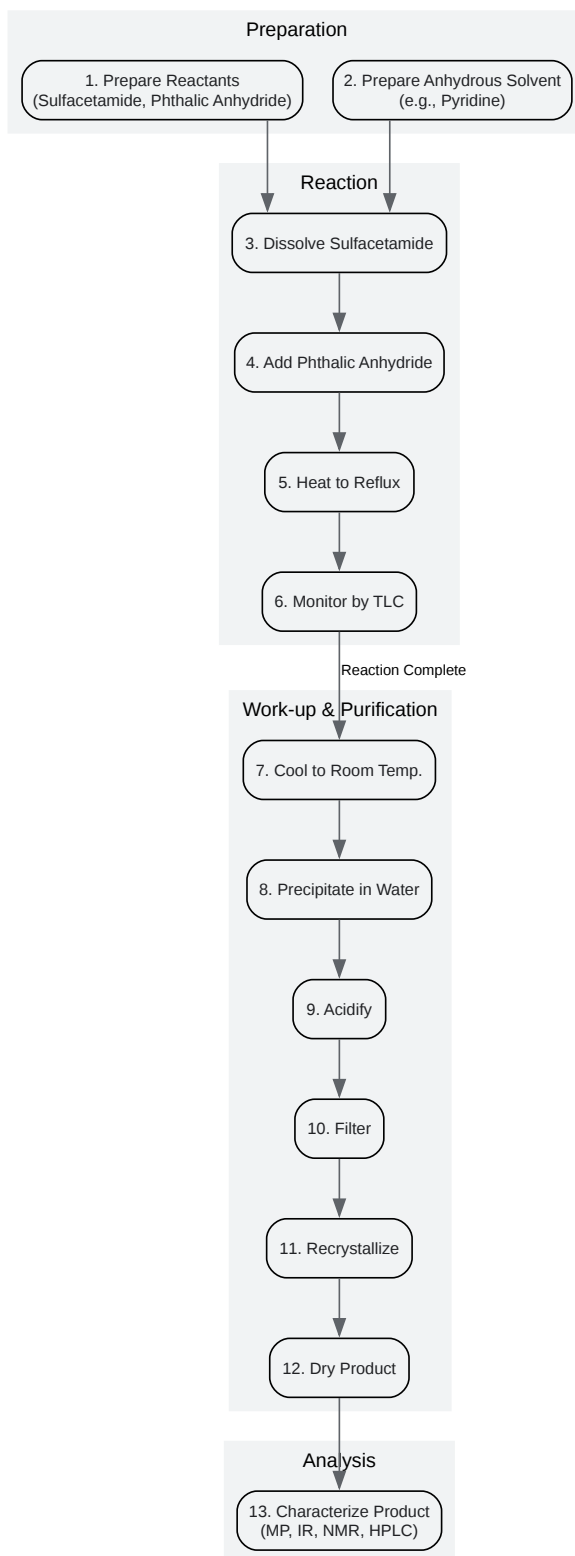 Preparation
1. Prepare Reactants
(Sulfacetamide, Phthalic Anhydride)
2. Prepare Anhydrous Solvent
(e.g., Pyridine)
Reaction
3. Dissolve Sulfacetamide
4. Add Phthalic Anhydride
5. Heat to Reflux
6. Monitor by TLC
Reaction Complete
Work-up & Purification
7. Cool to Room Temp.
8. Precipitate in Water
9. Acidify
10. Filter
11. Recrystallize
12. Dry Product
Analysis
13. Characterize Product
(MP, IR, NMR, HPLC)